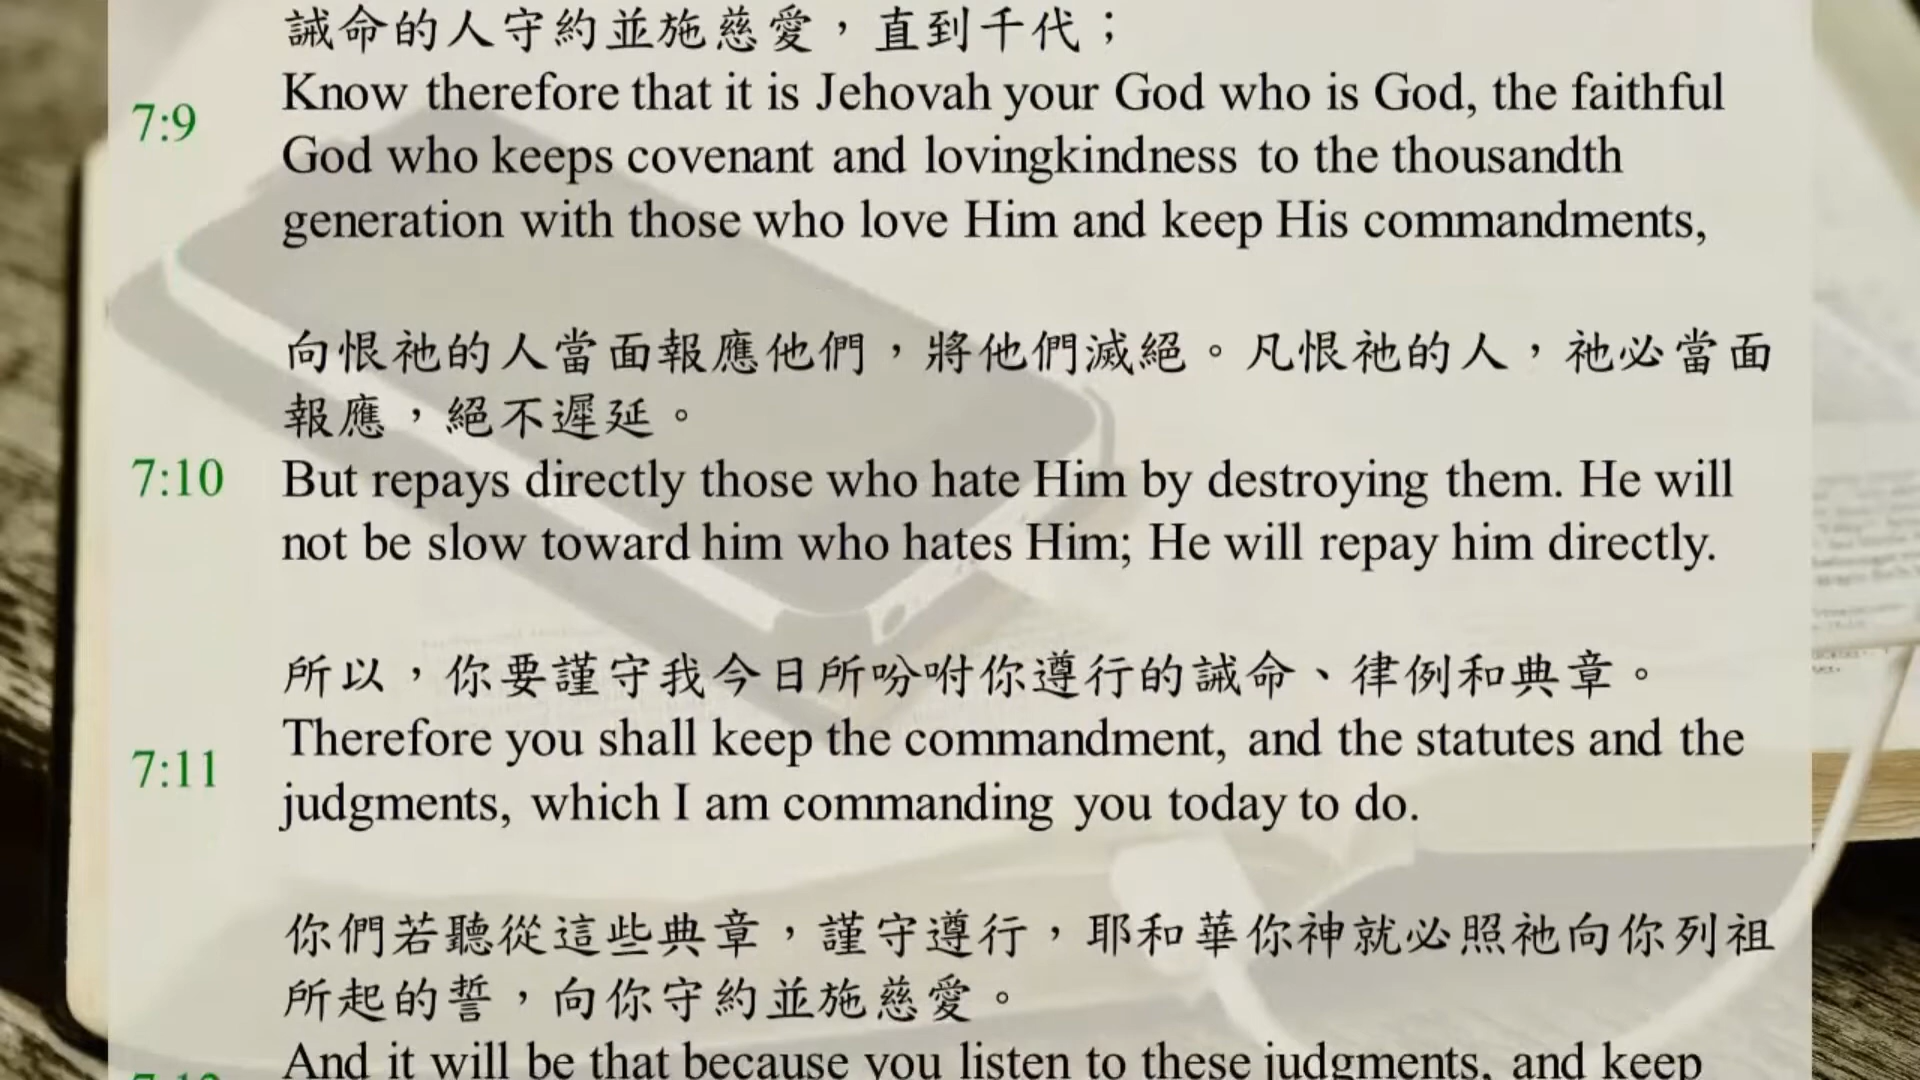 誡命的人守約並施慈愛，直到千代；
7:9 Know therefore that it is Jehovah your God who is God, the faithful
God who keeps covenant and lovingkindness to the thousandth
generation with those who love Him and keep His commandments,
向恨祂的人當面報應他們，將他們滅絕。凡恨祂的人，祂必當面
報應，絕不遲延。
7:10 But repays directly those who hate Him by destroying them. He will
not be slow toward him who hates Him; He will repay him directly.
所以，你要謹守我今日所吩咐你遵行的誡命、律例和典章。
7:11 Therefore you shall keep the commandment, and the statutes and the
judgments, which I am commanding you today to do.
你們若聽從這些典章，謹守遵行，耶和華你神就必照祂向你列祖
所起的誓，向你守約並施慈愛。
And it will be that because you listen to these judgments, and keep